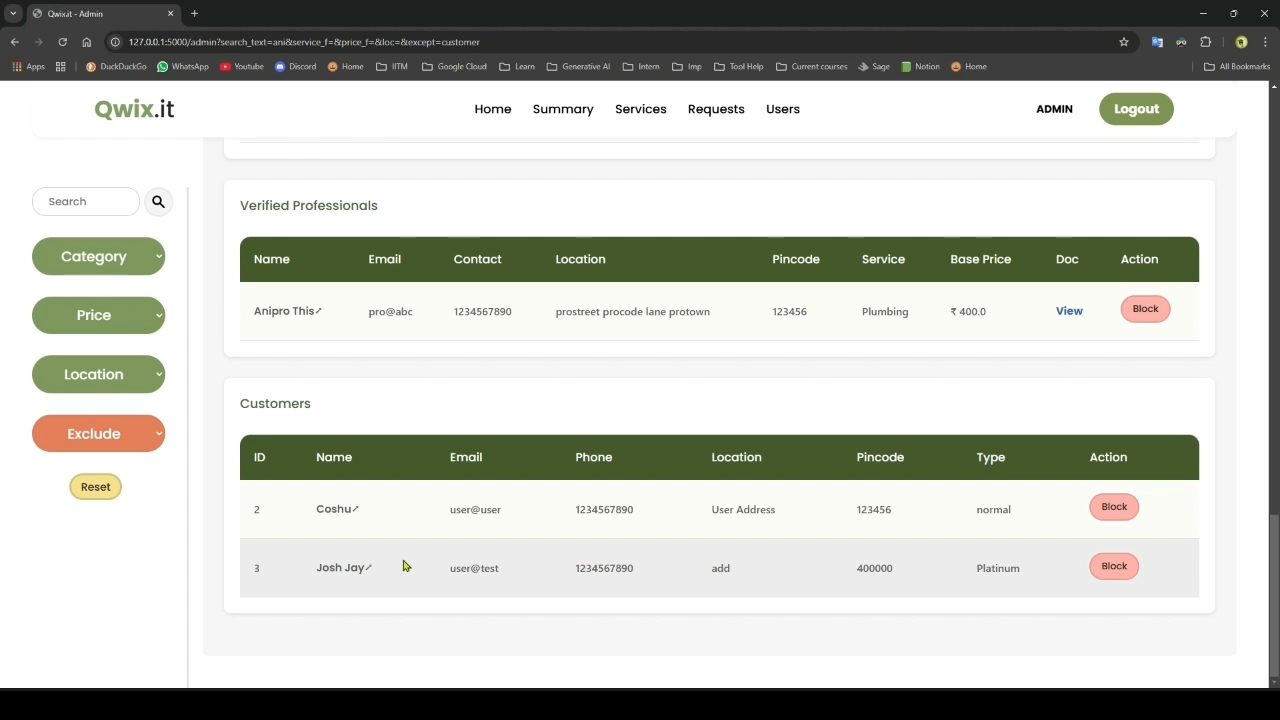 Qwix.it - Admin
127.0.0.1:5000/admin?search_text=ani&service_f=&price_f=&loc=&except=customer
Apps DuckDuckGo WhatsApp Youtube Discord Home IITM Google Cloud Learn Generative AI Intern Imp Tool Help Current courses Sage Notion Home All Bookmarks
Qwix.it Home Summary Services Requests Users ADMIN Logout
Search
Category
Price
Location
Exclude
Reset
Verified Professionals
Name Email Contact Location Pincode Service Base Price Doc Action
Anipro This pro@abc 1234567890 prostreet procode lane protown 123456 Plumbing ₹ 400.0 View Block
Customers
ID Name Email Phone Location Pincode Type Action
2 Coshu user@user 1234567890 User Address 123456 normal Block
3 Josh Jay user@test 1234567890 add 400000 Platinum Block